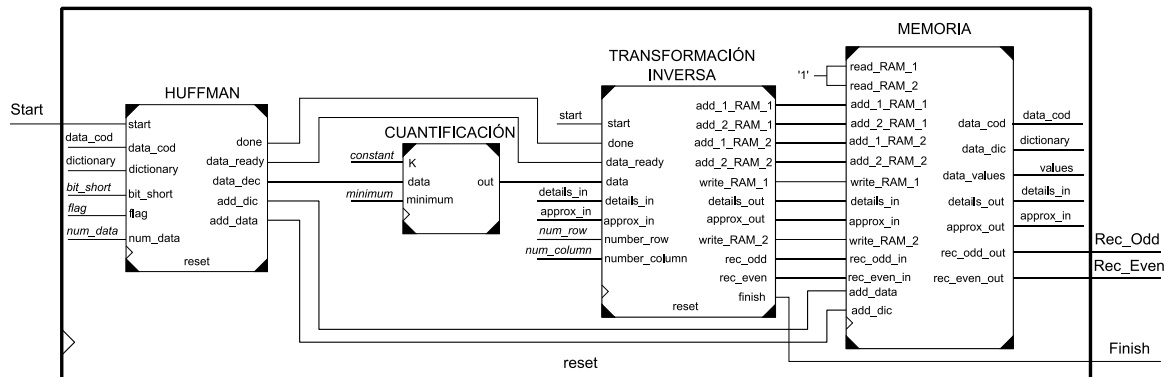 Start
HUFFMAN
data_cod
dictionary
bit_short
flag
num_data
start
data_cod
dictionary
bit_short
flag
num_data
done
data_ready
data_dec
add_dic
add_data
reset
CUANTIFICACIÓN
constant
minimum
K
data
minimum
out
TRANSFORMACIÓN
INVERSA
start
details_in
approx_in
num_row
num_column
start
done
data_ready
data
details_in
approx_in
number_row
number_column
add_1_RAM_1
add_2_RAM_1
add_1_RAM_2
add_2_RAM_2
write_RAM_1
details_out
approx_out
write_RAM_2
rec_odd
rec_even
finish
reset
MEMORIA
'1'
read_RAM_1
read_RAM_2
add_1_RAM_1
add_2_RAM_1
add_1_RAM_2
add_2_RAM_2
write_RAM_1
details_in
approx_in
write_RAM_2
rec_odd_in
rec_even_in
add_data
add_dic
data_cod
data_dic
data_values
details_out
approx_out
rec_odd_out
rec_even_out
data_cod
dictionary
values
details_in
approx_in
Rec_Odd
Rec_Even
Finish
reset